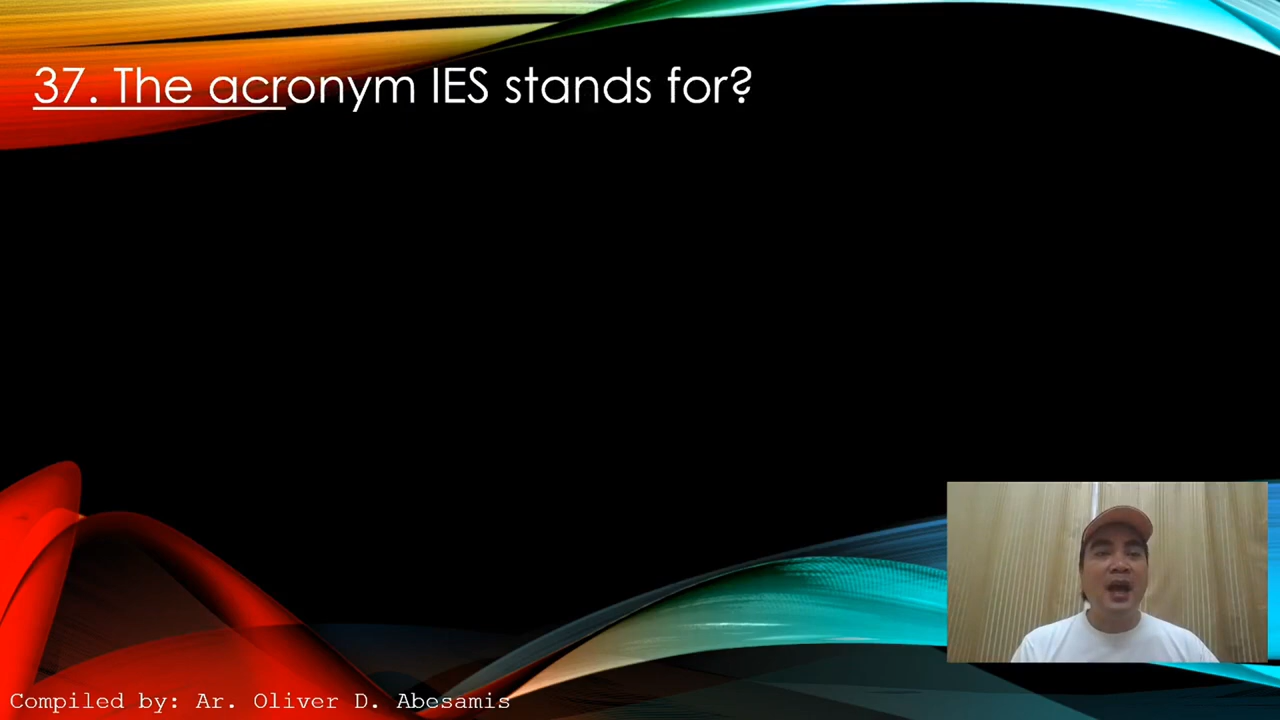 37. The acronym IES stands for?
Compiled by: Ar. Oliver D. Abesamis